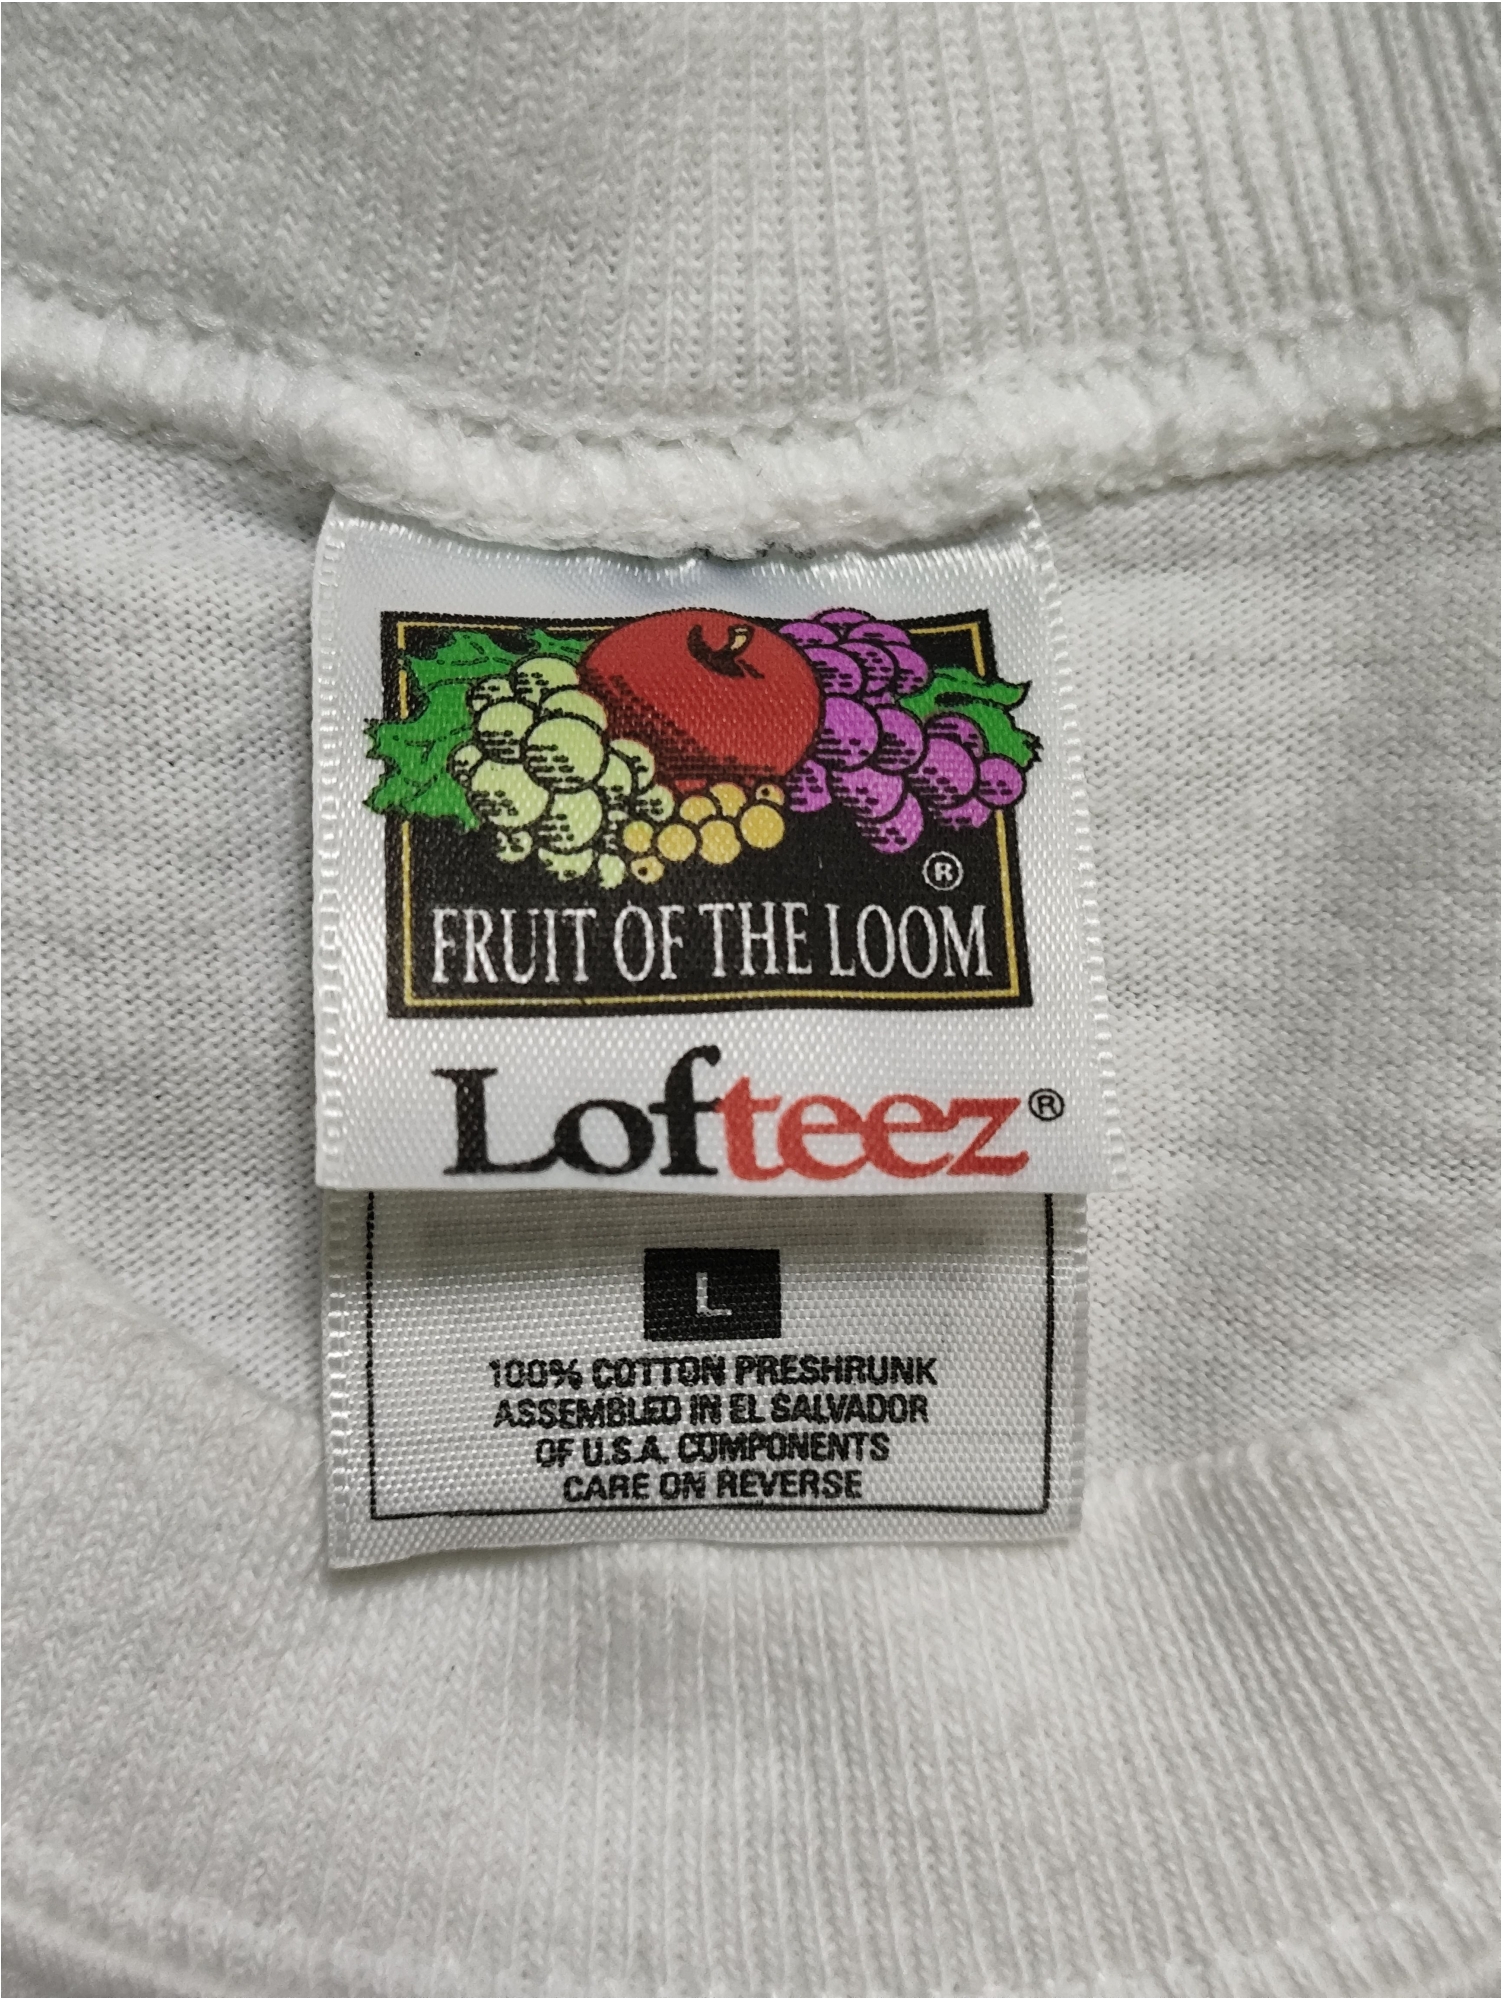 ®
FRUIT OF THE LOOM
Lofteez®
L
100% COTTON PRESHRUNK
ASSEMBLED IN EL SALVADOR
OF U.S.A. COMPONENTS
CARE ON REVERSE